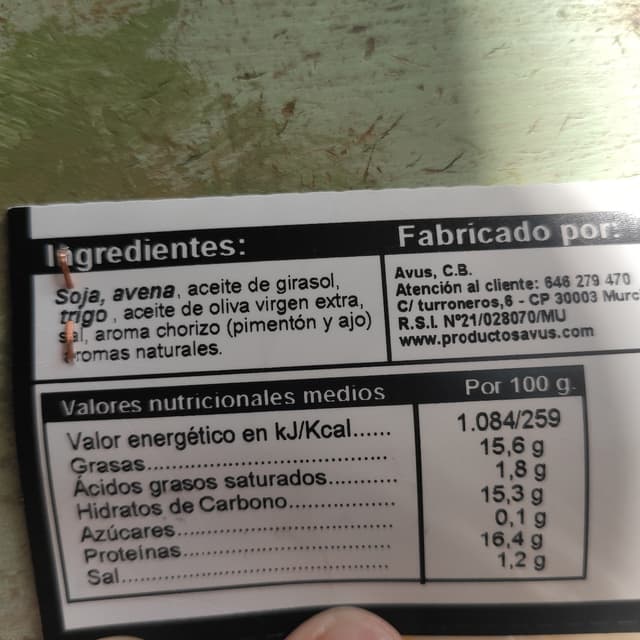 Ingredientes:
Soja, avena, aceite de girasol,
trigo, aceite de oliva virgen extra,
sal, aroma chorizo (pimentón y ajo)
aromas naturales.
Fabricado por:
Avus, C.B.
Atención al cliente: 646 279 470
C/ turroneros,6 - CP 30003 Murci
R.S.I. Nº21/028070/MU
www.productosavus.com
Valores nutricionales medios Por 100 g.
Valor energético en kJ/Kcal...... 1.084/259
Grasas................................ 15,6 g
Ácidos grasos saturados.......... 1,8 g
Hidratos de Carbono............... 15,3 g
Azúcares............................. 0,1 g
Proteínas............................. 16,4 g
Sal..................................... 1,2 g